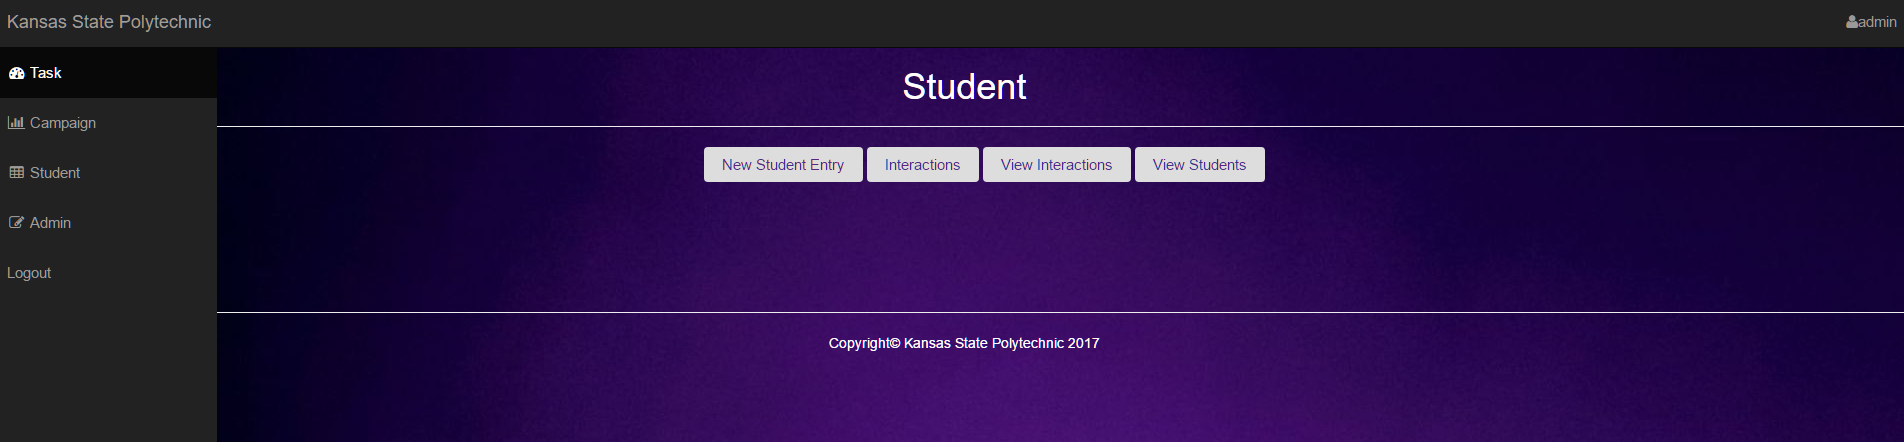 Kansas State Polytechnic
admin
Task
Campaign
Student
Admin
Logout
Student
New Student Entry Interactions View Interactions View Students
Copyright© Kansas State Polytechnic 2017